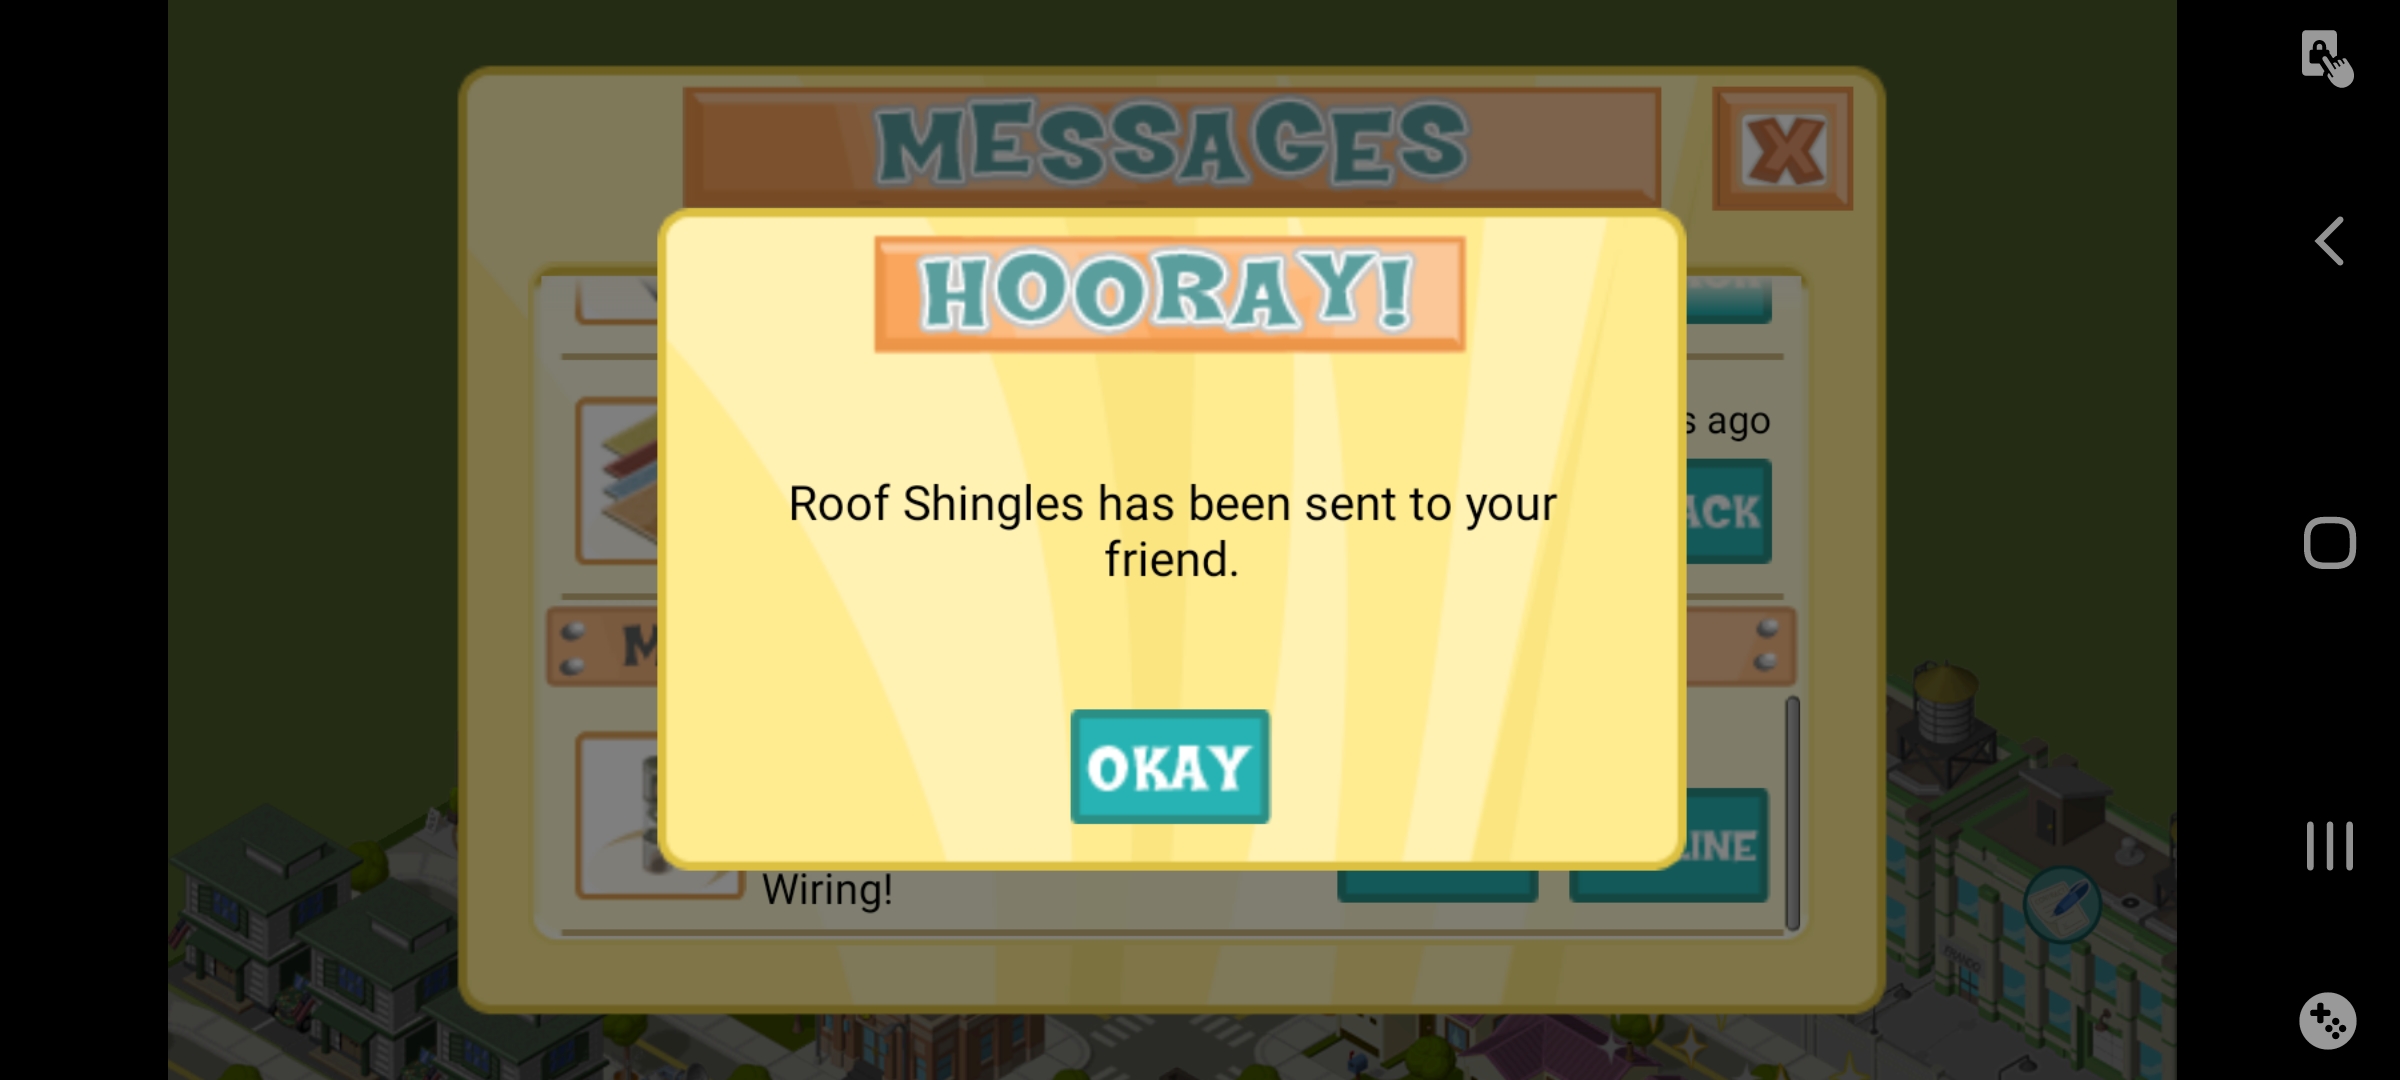 MESSAGES
X
HOORAY!
s ago
Roof Shingles has been sent to your
friend.
ACK
M
OKAY
LINE
Wiring!